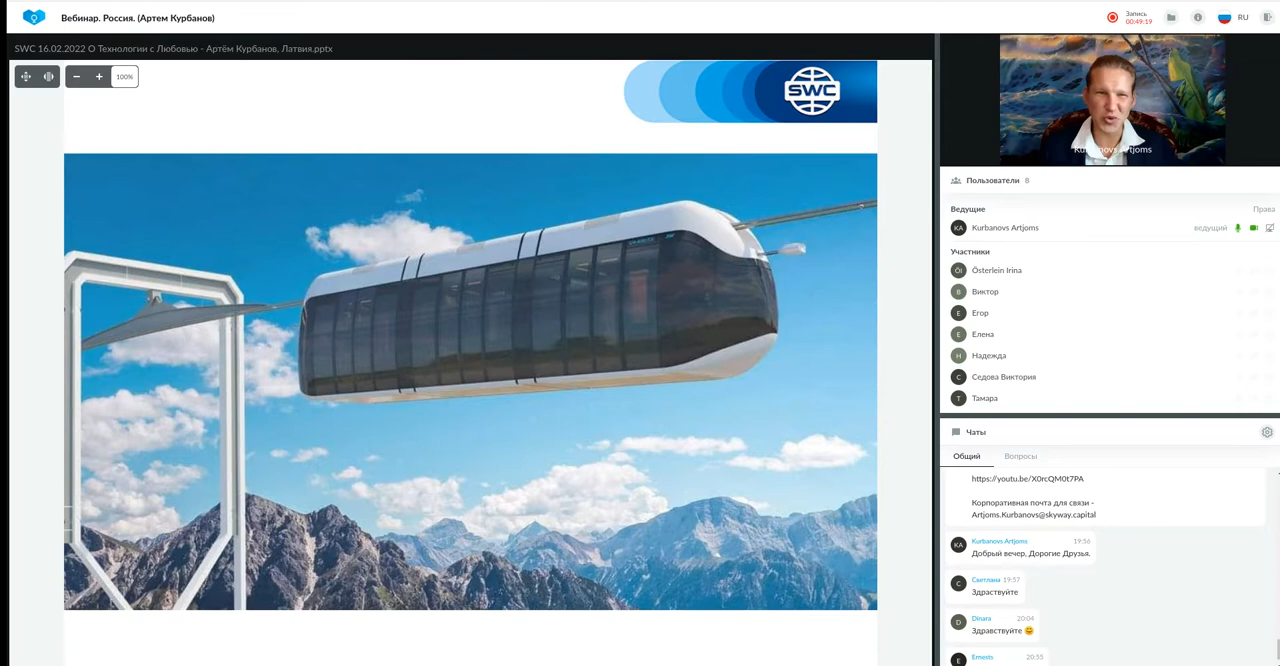 Вебинар. Россия. (Артем Курбанов)
Запись
00:49:19
RU
SWC 16.02.2022 О Технологии с Любовью - Артём Курбанов, Латвия.pptx
100%
SWC
Kurbanovs Artjoms
Пользователи 8
Ведущие Права
KA Kurbanovs Artjoms ведущий
Участники
ÖI Österlein Irina
В Виктор
Е Егор
Е Елена
Н Надежда
С Седова Виктория
Т Тамара
Чаты
Общий Вопросы
https://youtu.be/X0rcQM0t7PA
Корпоративная почта для связи -
Artjoms.Kurbanovs@skyway.capital
KA Kurbanovs Artjoms 19:56
Добрый вечер, Дорогие Друзья.
С Светлана 19:57
Здраствуйте
D Dinara 20:04
Здравствуйте 😊
E Ernests 20:55